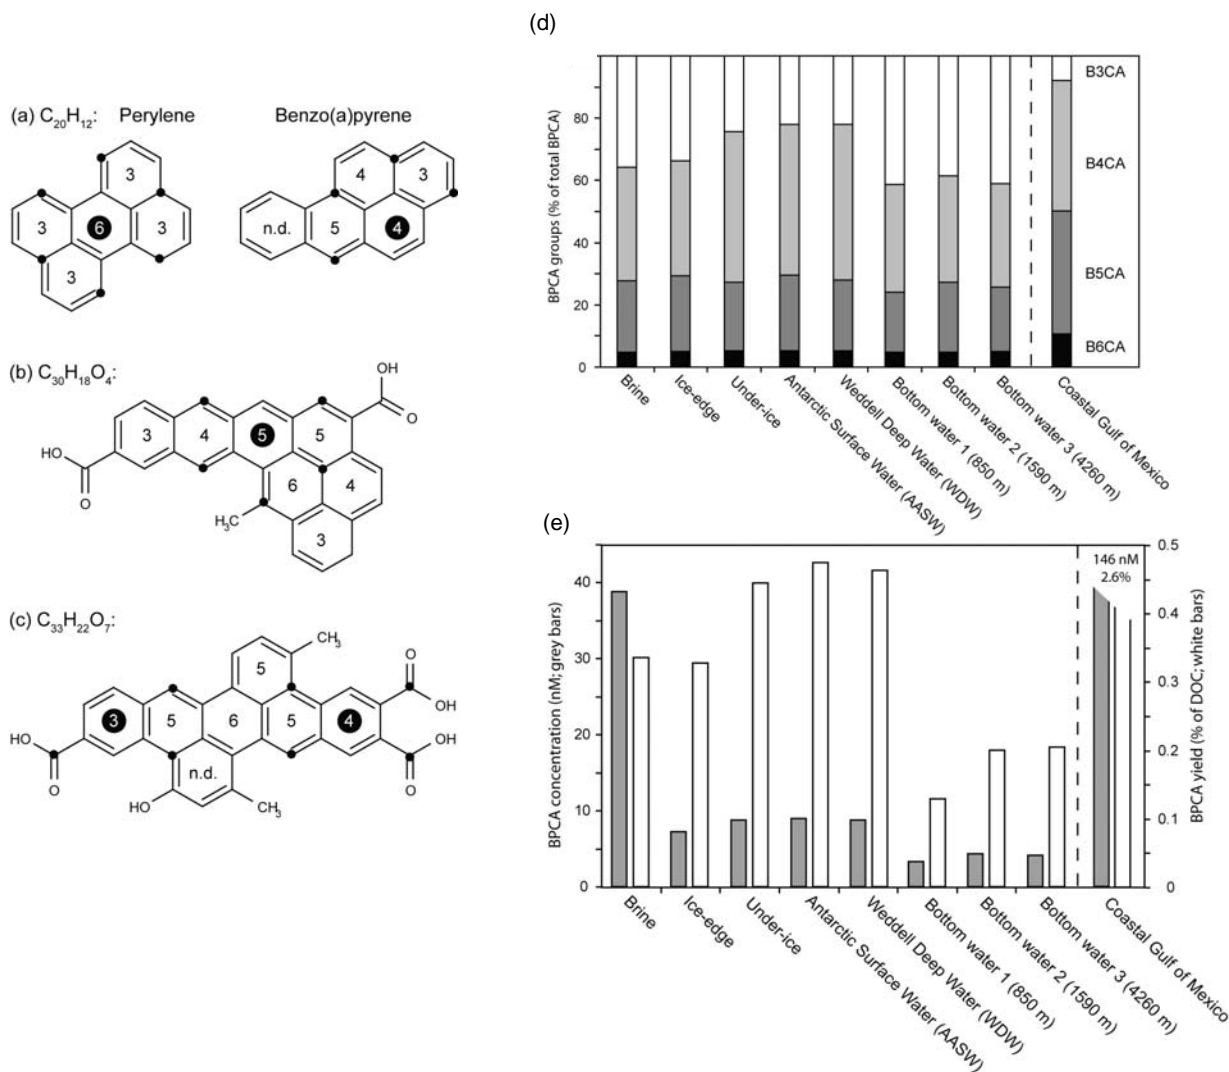 (a) C20H12: Perylene Benzo(a)pyrene
3
3
6
3
3
4
3
n.d.
5
4
(b) C30H18O4:
OH
O
3
4
5
5
HO
O
6
4
H3C
3
(c) C33H22O7:
CH3
5
O
OH
3
5
6
5
4
HO
O
OH
O
n.d.
HO
CH3
(d)
BPCA groups (% of total BPCA)
80
60
40
20
0
B3CA
B4CA
B5CA
B6CA
Brine
Ice-edge
Under-ice
Antarctic Surface Water (AASW)
Weddell Deep Water (WDW)
Bottom water 1 (850 m)
Bottom water 2 (1590 m)
Bottom water 3 (4260 m)
Coastal Gulf of Mexico
(e)
BPCA concentration (nM; grey bars)
40
30
20
10
0
146 nM
2.6%
0.5
0.4
0.3
0.2
0.1
0
BPCA yield (% of DOC; white bars)
Brine
Ice-edge
Under-ice
Antarctic Surface Water (AASW)
Weddell Deep Water (WDW)
Bottom water 1 (850 m)
Bottom water 2 (1590 m)
Bottom water 3 (4260 m)
Coastal Gulf of Mexico